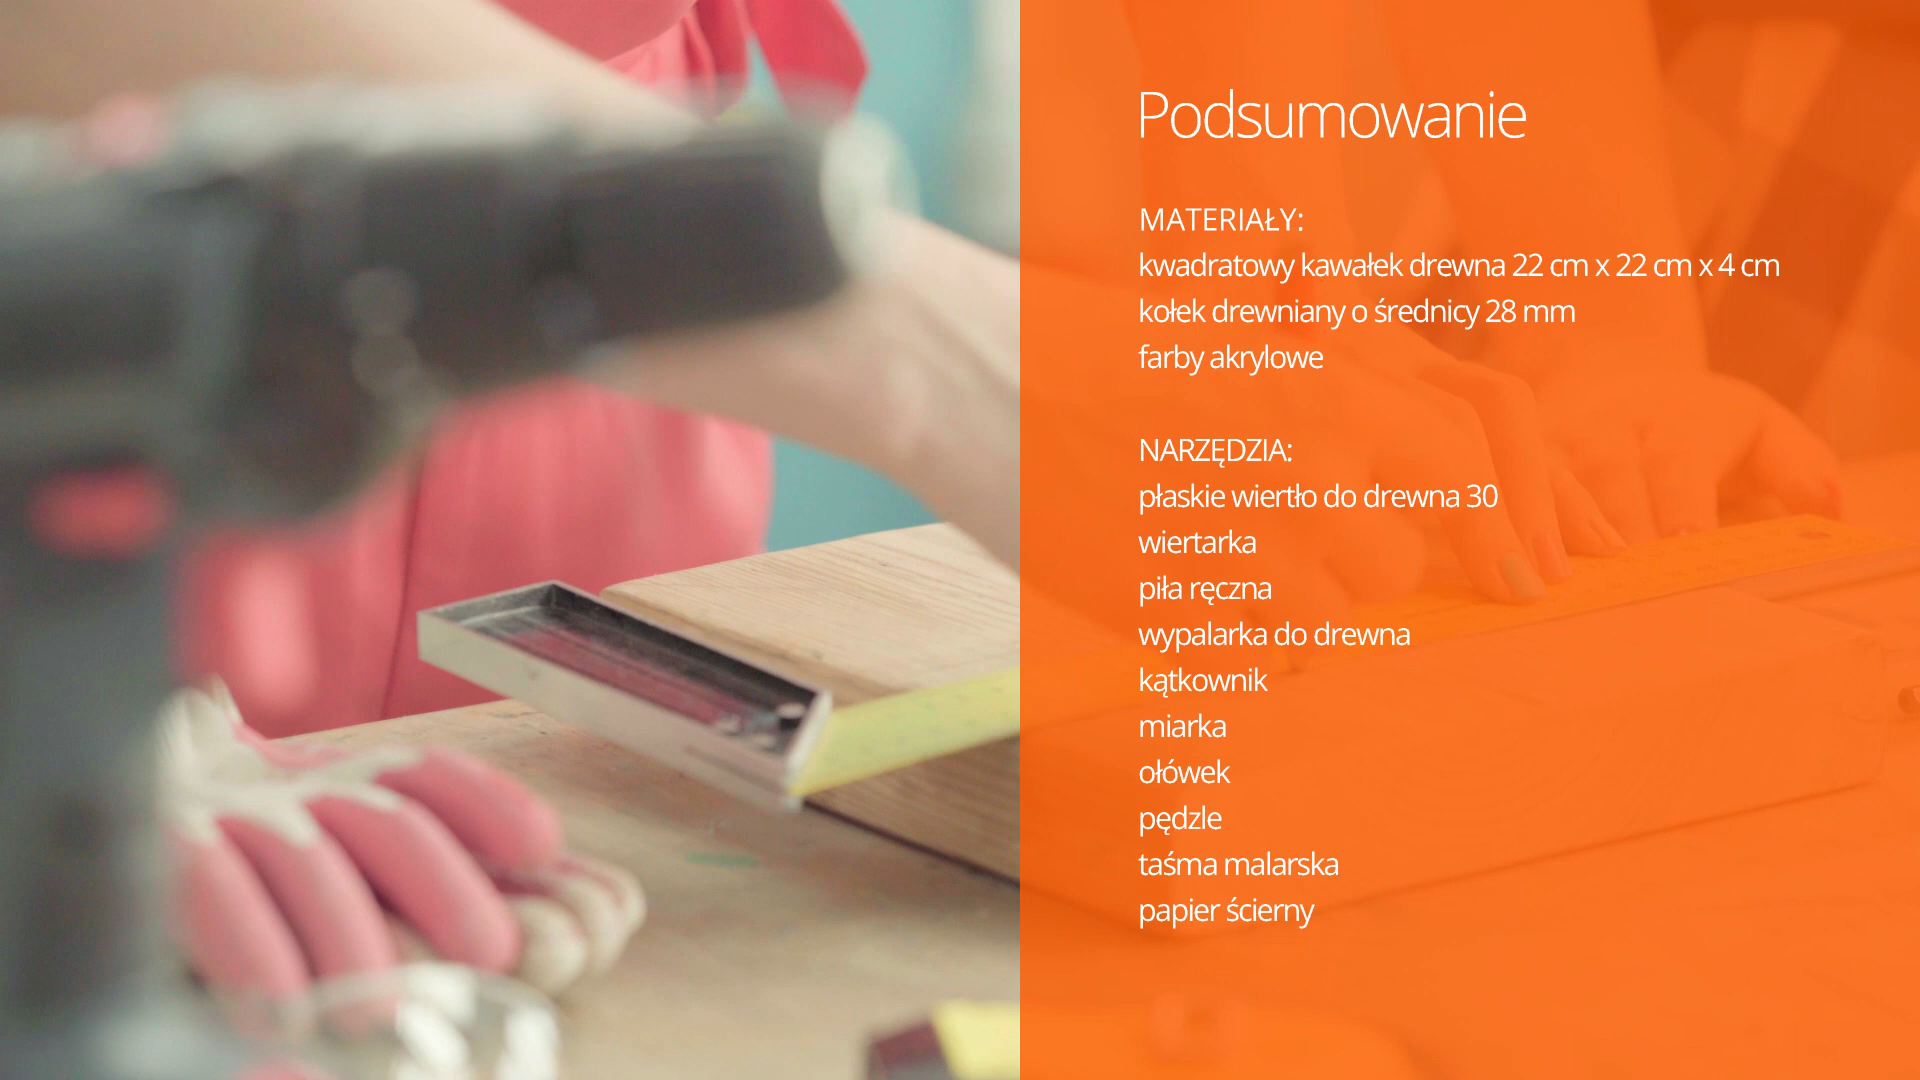 Podsumowanie
MATERIAŁY:
kwadratowy kawałek drewna 22 cm x 22 cm x 4 cm
kołek drewniany o średnicy 28 mm
farby akrylowe
NARZĘDZIA:
płaskie wiertło do drewna 30
wiertarka
piła ręczna
wypalarka do drewna
kątkownik
miarka
ołówek
pędzle
taśma malarska
papier ścierny